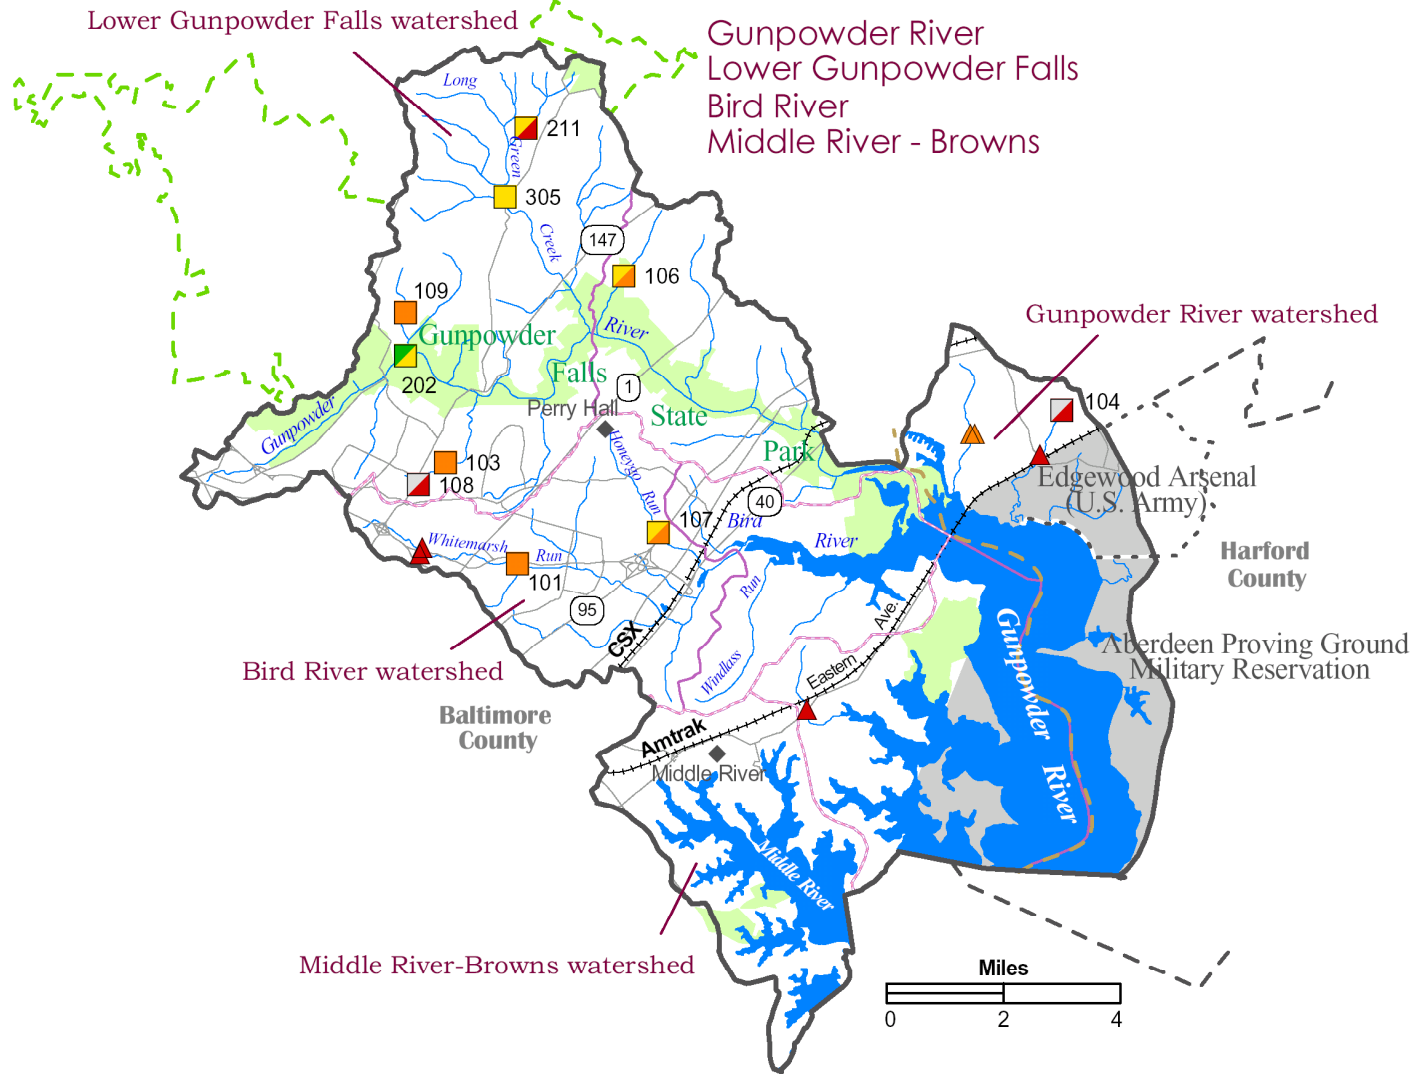 Lower Gunpowder Falls watershed
Gunpowder River
Lower Gunpowder Falls
Bird River
Middle River - Browns
Long
Green
Creek
211
305
147
106
109
Gunpowder
202
River
Falls
1
Perry Hall
State
Park
Gunpowder
Gunpowder River watershed
104
Edgewood Arsenal
(U.S. Army)
103
108
Honeygo
Run
107
40
Bird
River
Whitemarsh
Run
101
95
CSX
Run
Windlass
Ave.
Eastern
Harford
County
Bird River watershed
Baltimore
County
Gunpowder
River
Aberdeen Proving Ground
Military Reservation
Amtrak
Middle River
Middle River
Middle River-Browns watershed
Miles
0
2
4